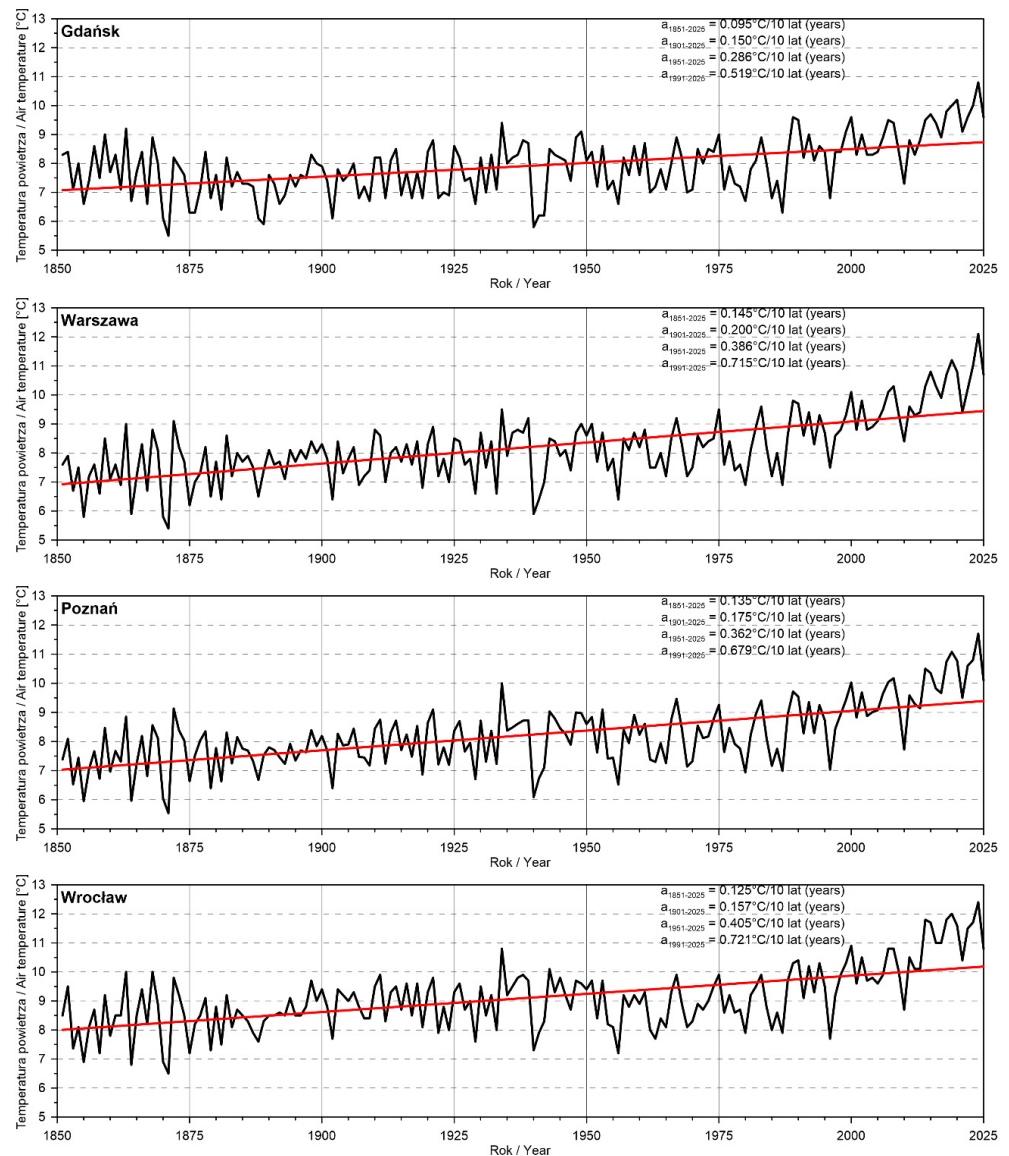 Temperatura powietrza / Air temperature [°C]
13
12
11
10
9
8
7
6
5
Gdańsk
a1851-2025 = 0.095°C/10 lat (years)
a1901-2025 = 0.150°C/10 lat (years)
a1951-2025 = 0.286°C/10 lat (years)
a1991-2025 = 0.519°C/10 lat (years)
1850 1875 1900 1925 1950 1975 2000 2025
Rok / Year
Temperatura powietrza / Air temperature [°C]
13
12
11
10
9
8
7
6
5
Warszawa
a1851-2025 = 0.145°C/10 lat (years)
a1901-2025 = 0.200°C/10 lat (years)
a1951-2025 = 0.386°C/10 lat (years)
a1991-2025 = 0.715°C/10 lat (years)
1850 1875 1900 1925 1950 1975 2000 2025
Rok / Year
Temperatura powietrza / Air temperature [°C]
13
12
11
10
9
8
7
6
5
Poznań
a1851-2025 = 0.135°C/10 lat (years)
a1901-2025 = 0.175°C/10 lat (years)
a1951-2025 = 0.362°C/10 lat (years)
a1991-2025 = 0.679°C/10 lat (years)
1850 1875 1900 1925 1950 1975 2000 2025
Rok / Year
Temperatura powietrza / Air temperature [°C]
13
12
11
10
9
8
7
6
5
Wrocław
a1851-2025 = 0.125°C/10 lat (years)
a1901-2025 = 0.157°C/10 lat (years)
a1951-2025 = 0.405°C/10 lat (years)
a1991-2025 = 0.721°C/10 lat (years)
1850 1875 1900 1925 1950 1975 2000 2025
Rok / Year